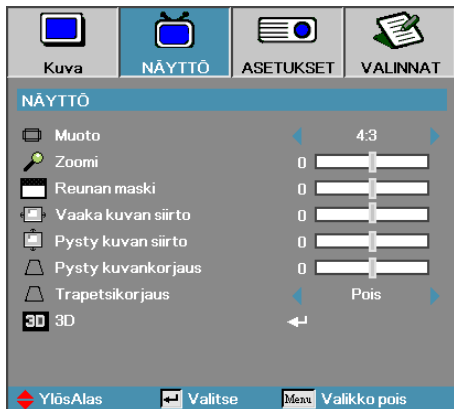 Kuva NÄYTTÖ ASETUKSET VALINNAT
NÄYTTÖ
Muoto 4:3
Zoomi 0
Reunan maski 0
Vaaka kuvan siirto 0
Pysty kuvan siirto 0
Pysty kuvankorjaus 0
Trapetsikorjaus Pois
3D 3D
YlösAlas Valitse Menu Valikko pois